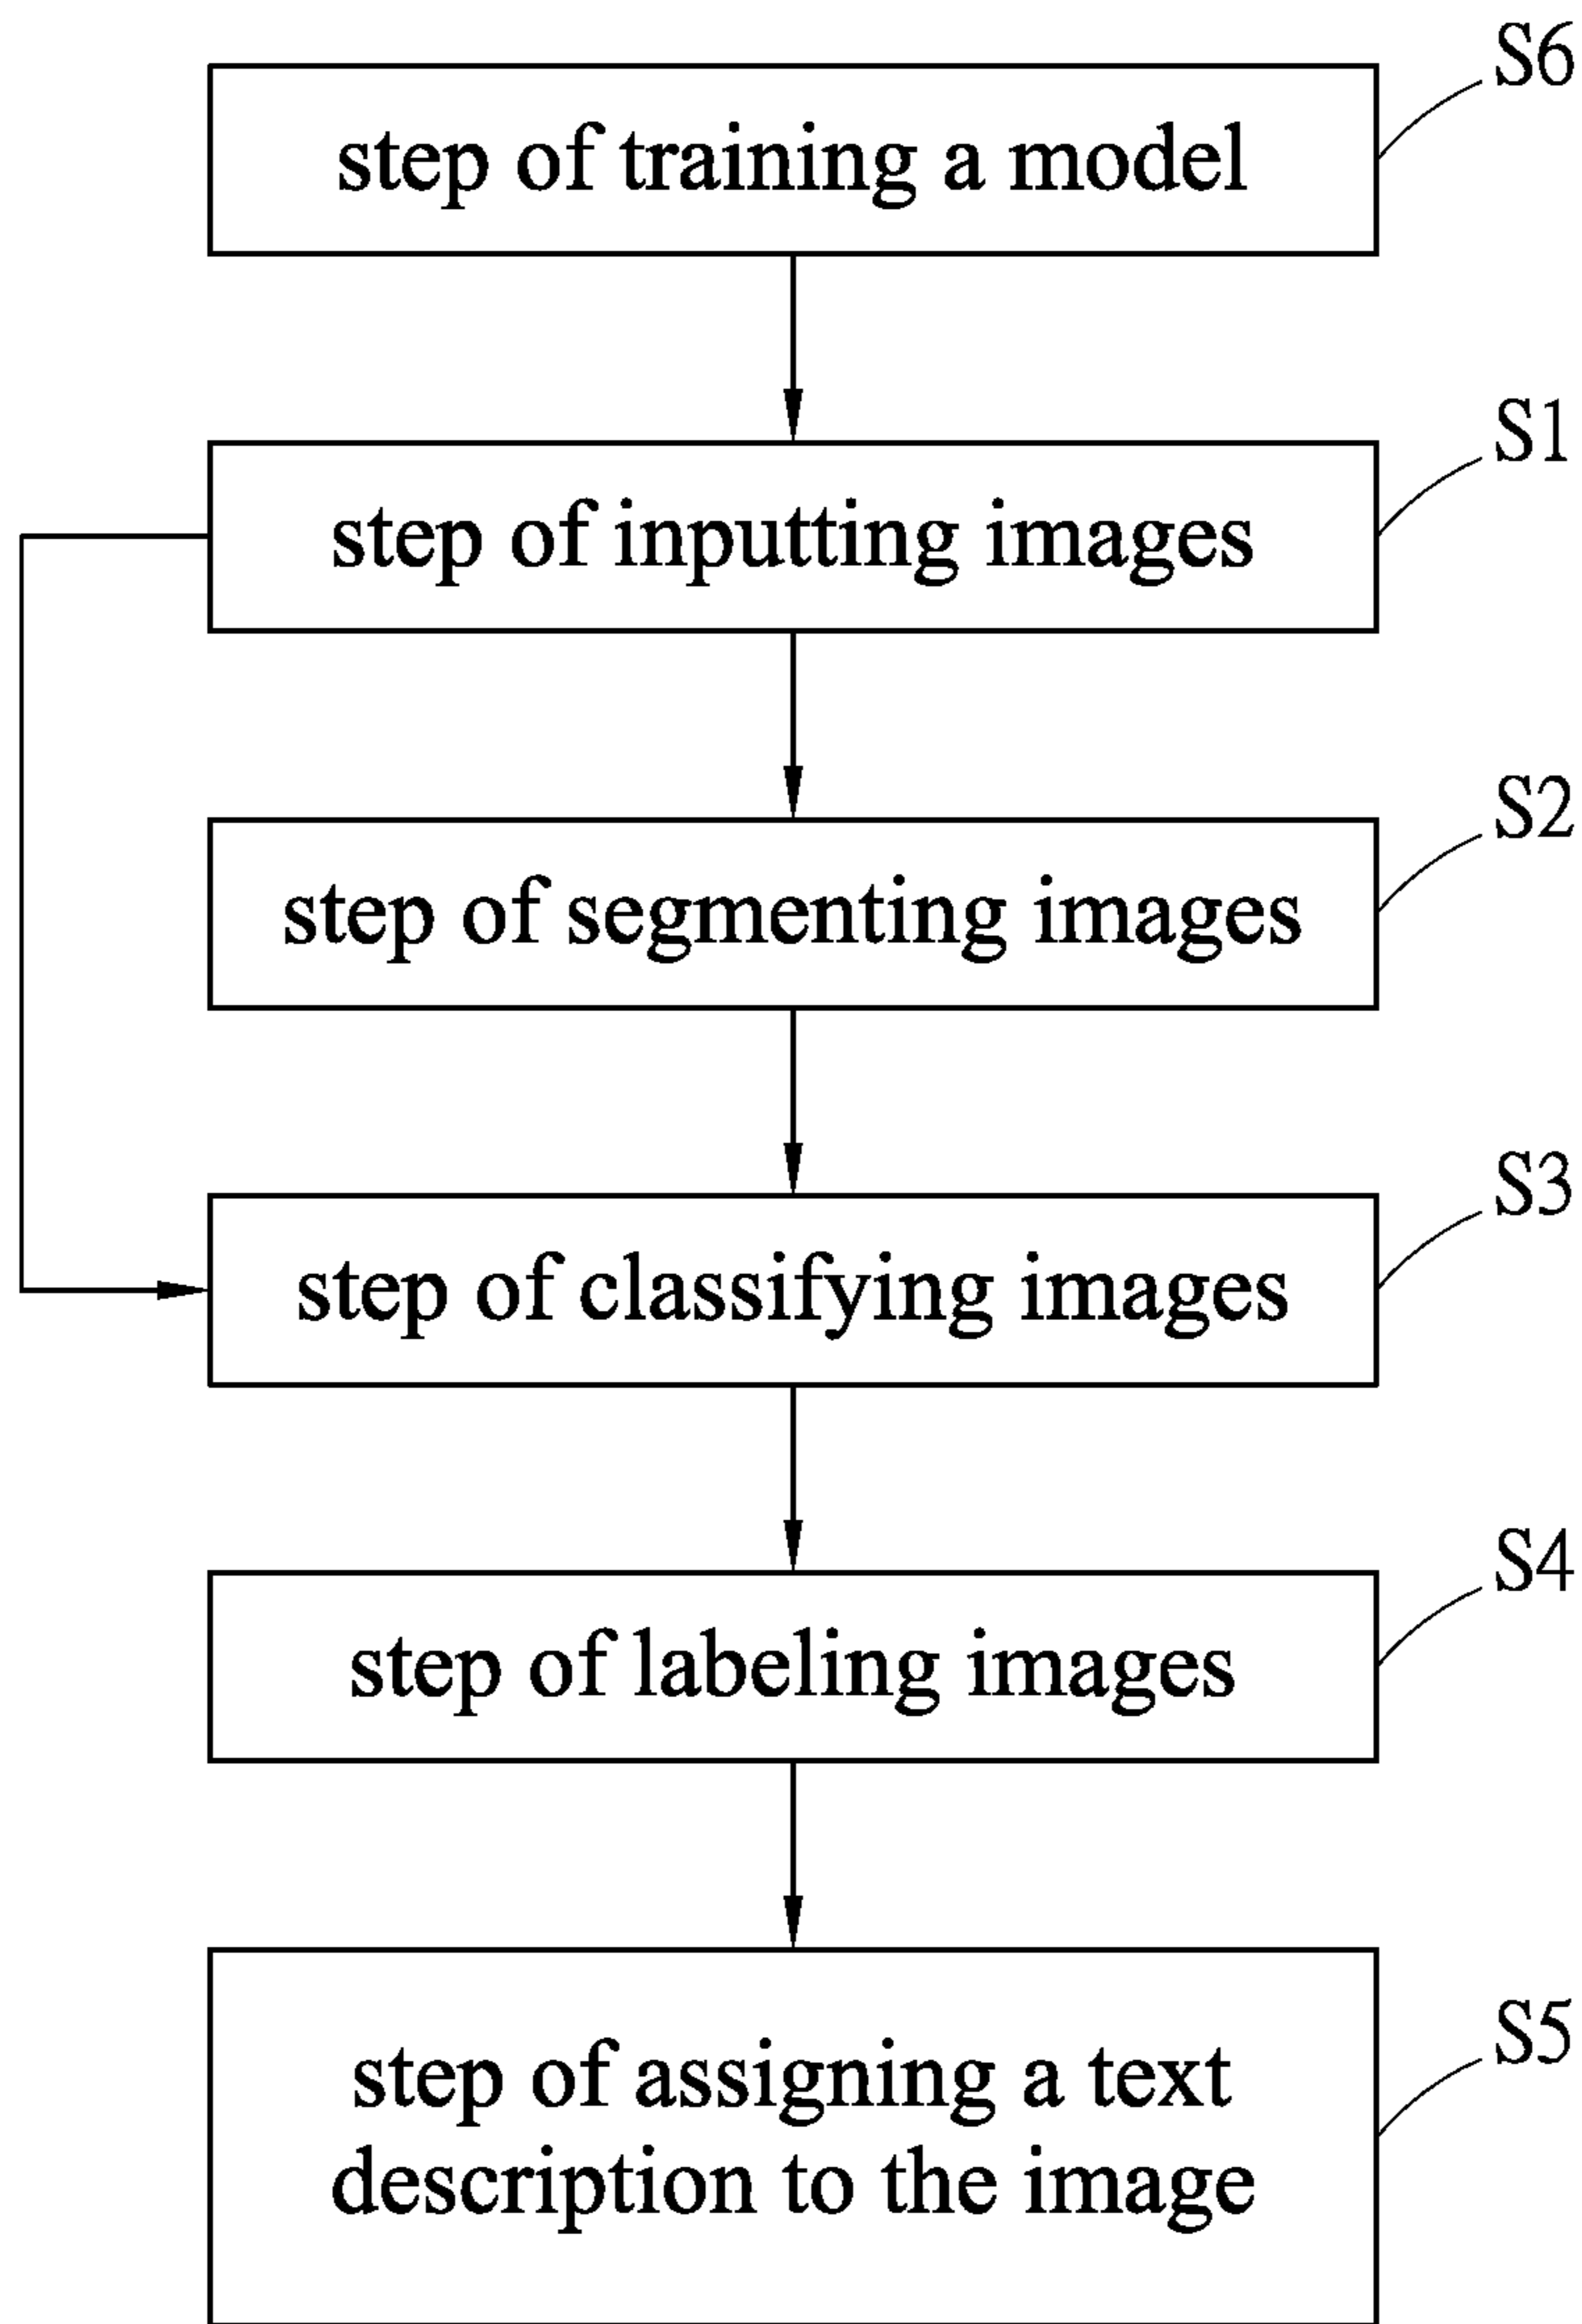 S6
step of training a model
S1
step of inputting images
S2
step of segmenting images
S3
step of classifying images
S4
step of labeling images
S5
step of assigning a text
description to the image